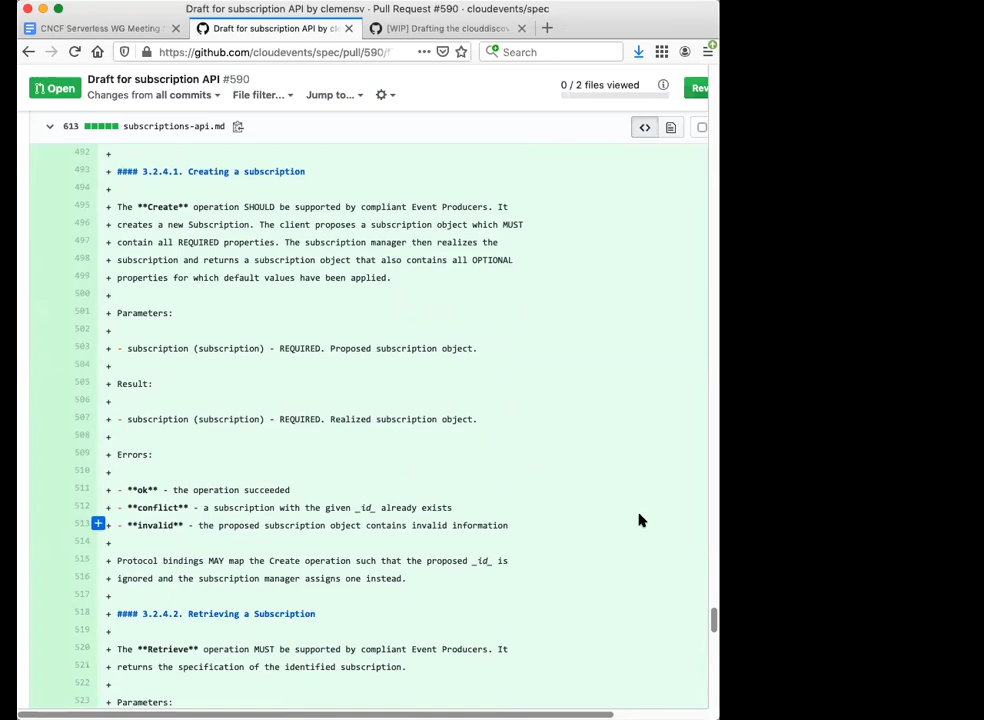 Draft for subscription API by clemensv · Pull Request #590 · cloudevents/spec
CNCF Serverless WG Meeting
Draft for subscription API by cl
[WIP] Drafting the clouddiscov
https://github.com/cloudevents/spec/pull/590/f
Search
Open
Draft for subscription API #590
Changes from all commits
File filter...
Jump to...
0 / 2 files viewed
Rev
613
subscriptions-api.md
492 +
493 + #### 3.2.4.1. Creating a subscription
494 +
495 + The **Create** operation SHOULD be supported by compliant Event Producers. It
496 + creates a new Subscription. The client proposes a subscription object which MUST
497 + contain all REQUIRED properties. The subscription manager then realizes the
498 + subscription and returns a subscription object that also contains all OPTIONAL
499 + properties for which default values have been applied.
500 +
501 + Parameters:
502 +
503 + - subscription (subscription) - REQUIRED. Proposed subscription object.
504 +
505 + Result:
506 +
507 + - subscription (subscription) - REQUIRED. Realized subscription object.
508 +
509 + Errors:
510 +
511 + - **ok** - the operation succeeded
512 + - **conflict** - a subscription with the given _id_ already exists
513 + - **invalid** - the proposed subscription object contains invalid information
514 +
515 + Protocol bindings MAY map the Create operation such that the proposed _id_ is
516 + ignored and the subscription manager assigns one instead.
517 +
518 + #### 3.2.4.2. Retrieving a Subscription
519 +
520 + The **Retrieve** operation MUST be supported by compliant Event Producers. It
521 + returns the specification of the identified subscription.
522 +
523 + Parameters: